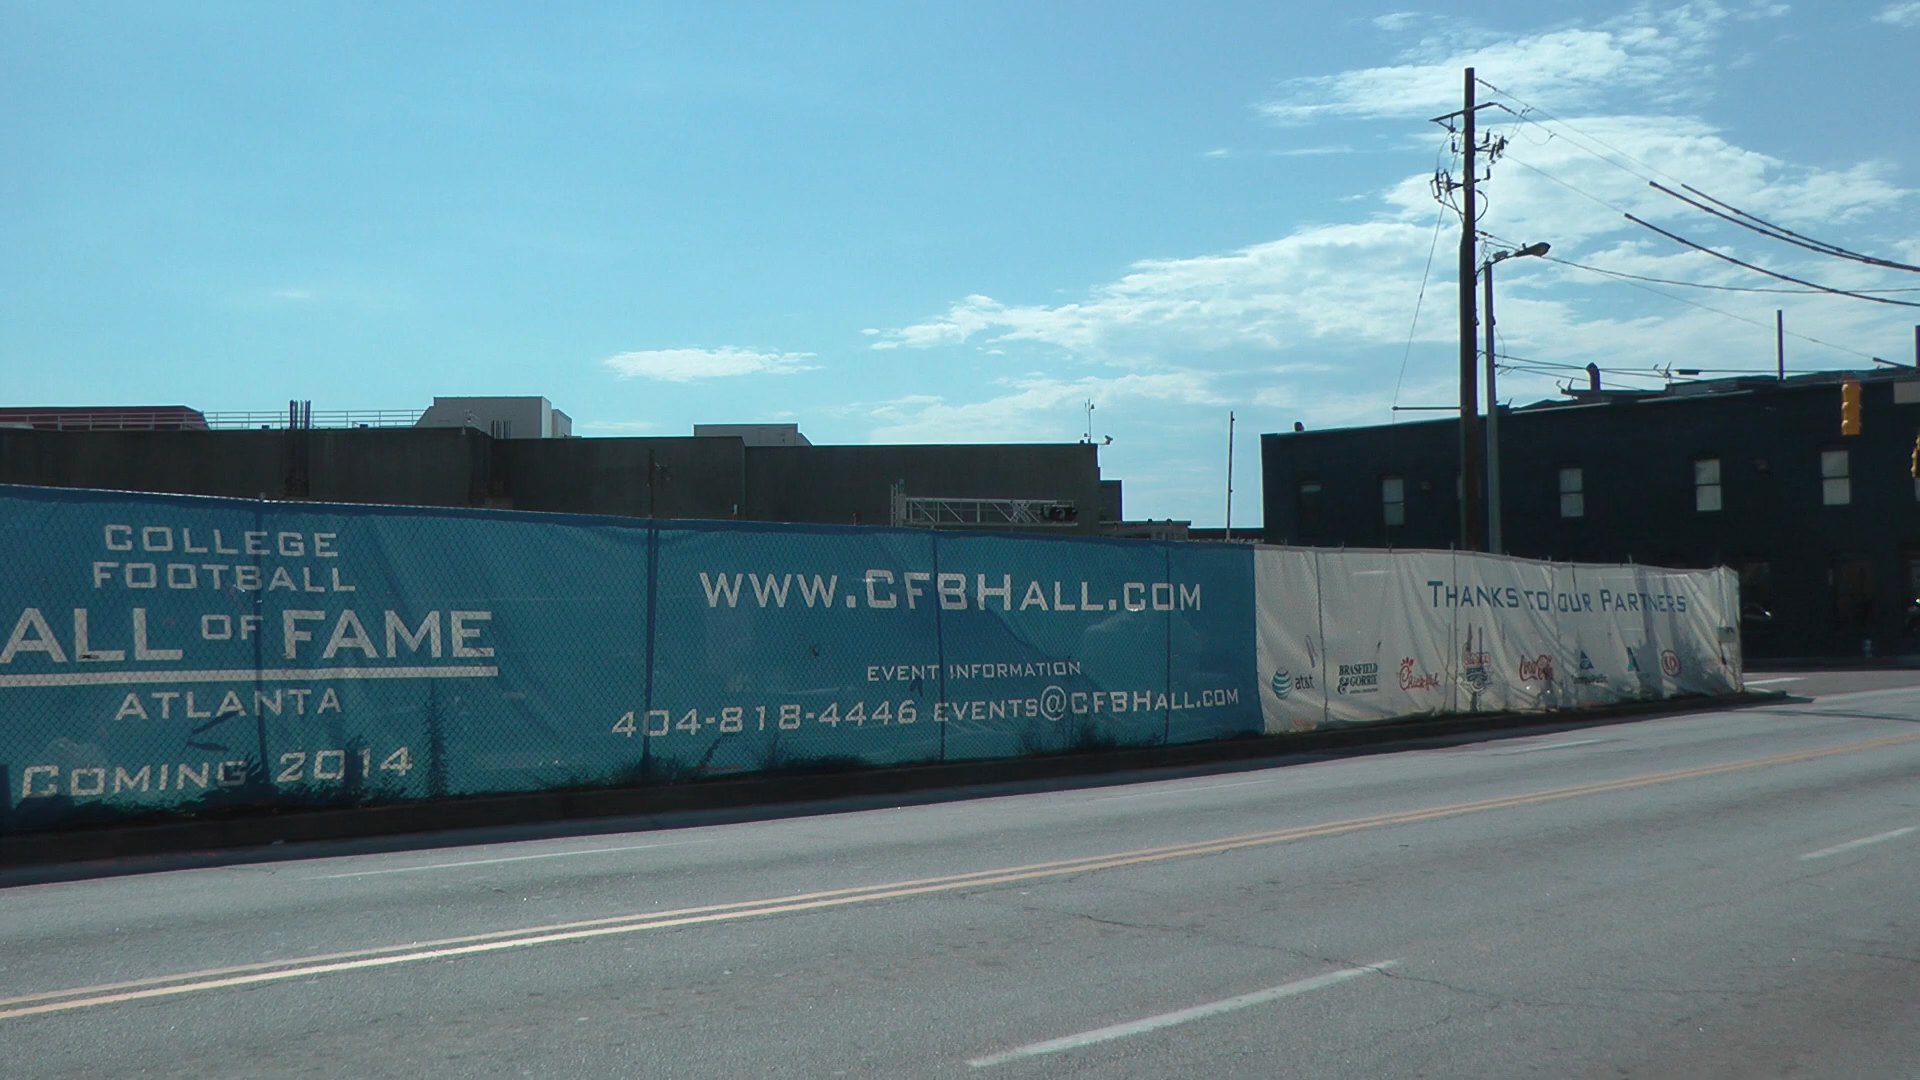 COLLEGE
FOOTBALL
ALL OF FAME
ATLANTA
COMING 2014
WWW.CFBHALL.COM
EVENT INFORMATION
404-818-4446 EVENTS@CFBHALL.COM
THANKS TO OUR PARTNERS
at&t
BRASFIELD
& GORRIE
Chick-fil-A
Coca-Cola